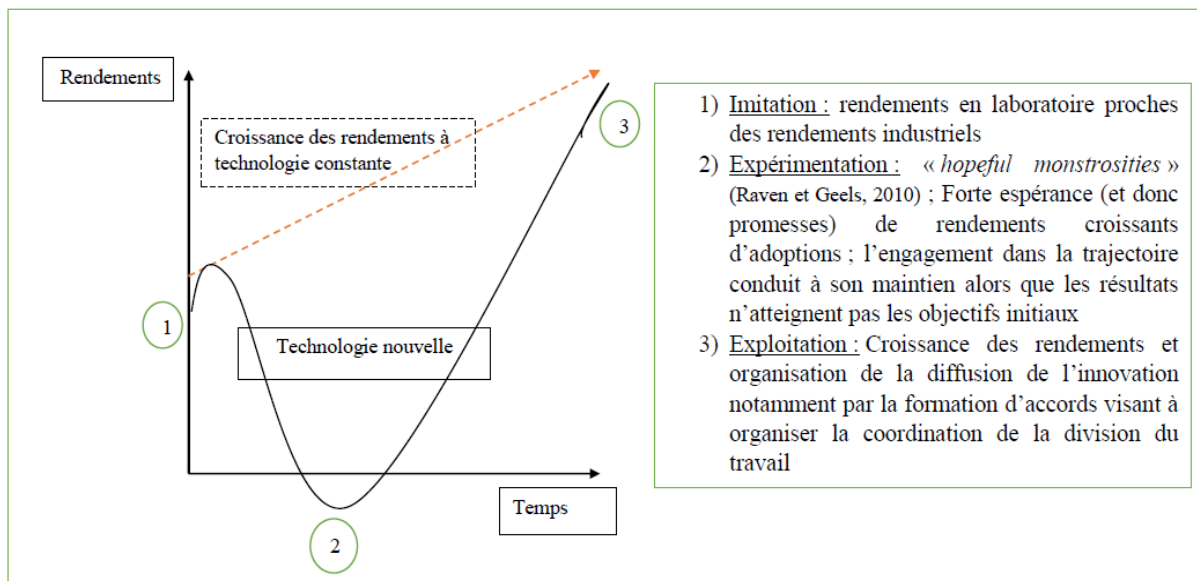 Rendements
Croissance des rendements à
technologie constante
3
1
Technologie nouvelle
Temps
2
1) Imitation : rendements en laboratoire proches
des rendements industriels
2) Expérimentation : « hopeful monstrosities »
(Raven et Geels, 2010) ; Forte espérance (et donc
promesses) de rendements croissants
d’adoptions ; l’engagement dans la trajectoire
conduit à son maintien alors que les résultats
n’atteignent pas les objectifs initiaux
3) Exploitation : Croissance des rendements et
organisation de la diffusion de l’innovation
notamment par la formation d’accords visant à
organiser la coordination de la division du
travail